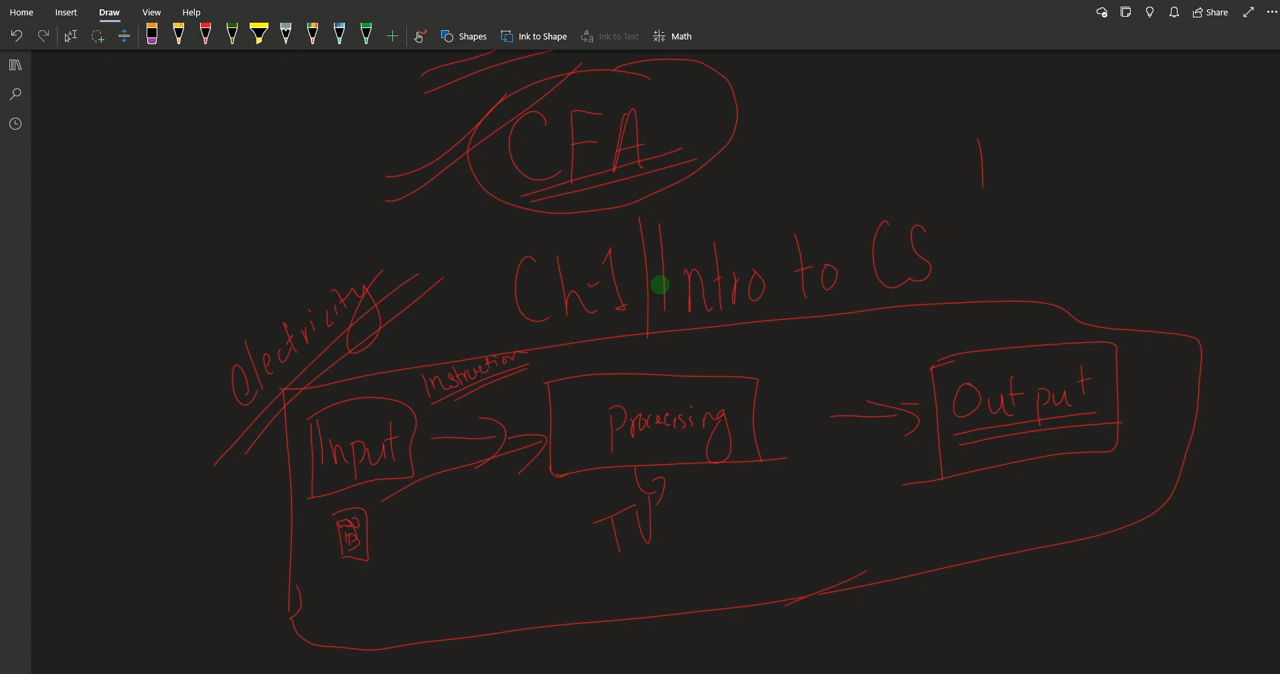 Home Insert Draw View Help Share
Shapes Ink to Shape Ink to Text Math
CFA
Ch-1 || Intro to CS
electricity
Instruction
Input Processing Output
TV